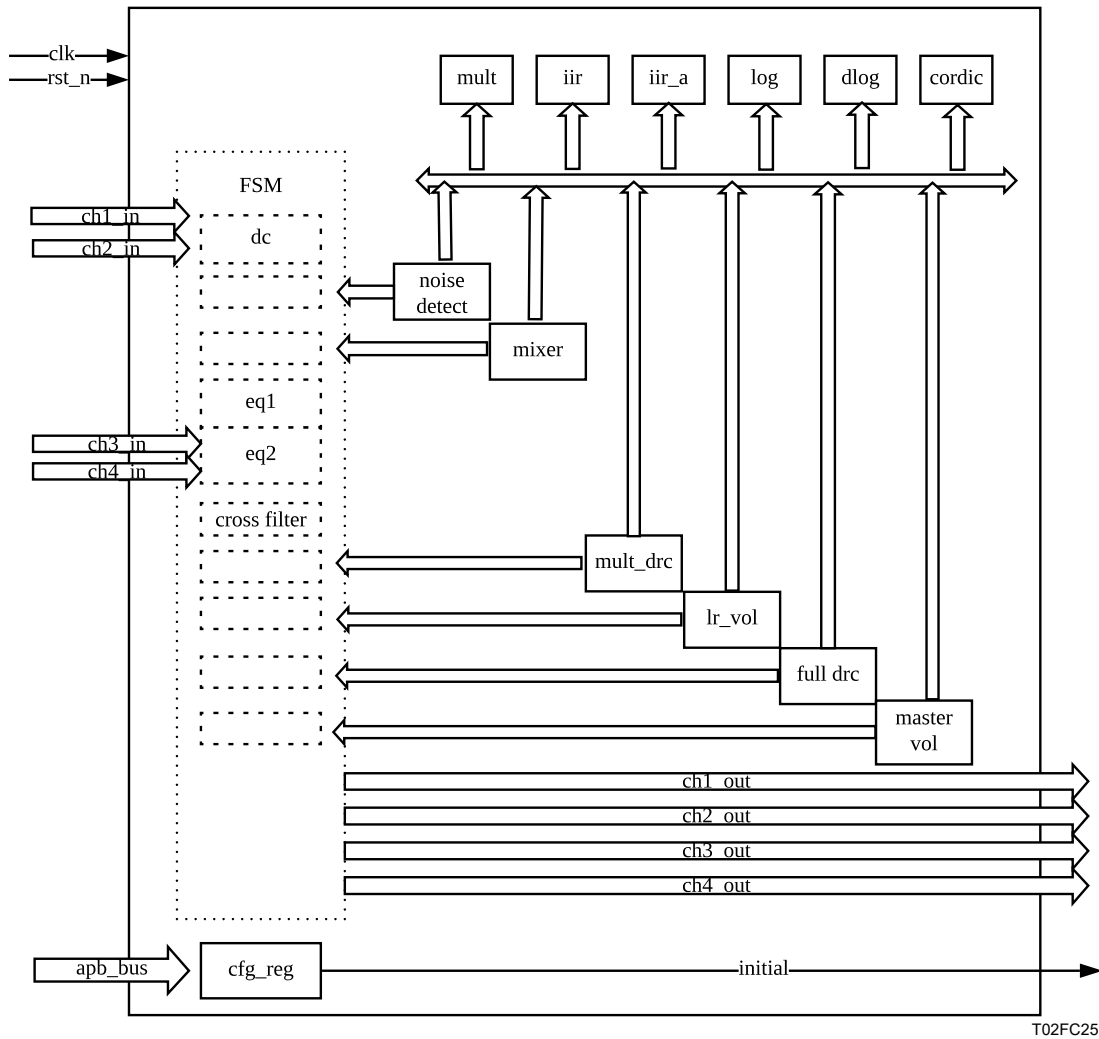 clk
rst_n
mult
iir
iir_a
log
dlog
cordic
FSM
ch1_in
ch2_in
dc
noise
detect
mixer
eq1
ch3_in
ch4_in
eq2
cross filter
mult_drc
lr_vol
full drc
master
vol
ch1_out
ch2_out
ch3_out
ch4_out
apb_bus
cfg_reg
initial
T02FC25